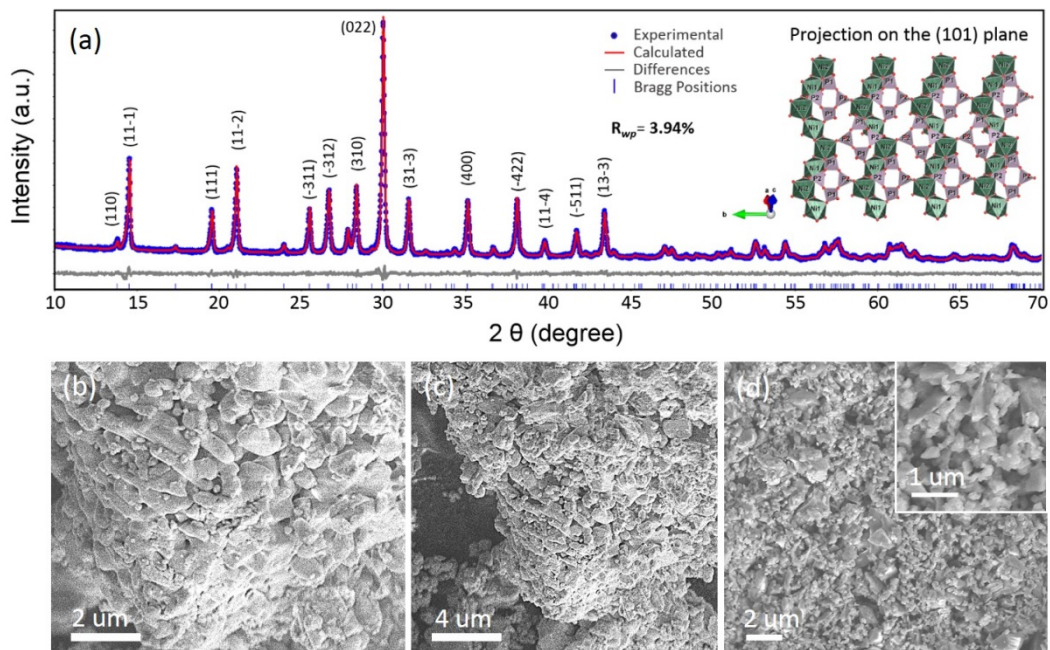 (a)
Intensity (a.u.)
(110)
(11-1)
(111)
(11-2)
(-311)
(-312)
(310)
(022)
(31-3)
(400)
(-422)
(11-4)
(-511)
(13-3)
Experimental
Calculated
Differences
Bragg Positions
Rwp= 3.94%
Projection on the (101) plane
a c
b
10 15 20 25 30 35 40 45 50 55 60 65 70
2 θ (degree)
(b)
2 um
(c)
4 um
(d)
2 um
1 um